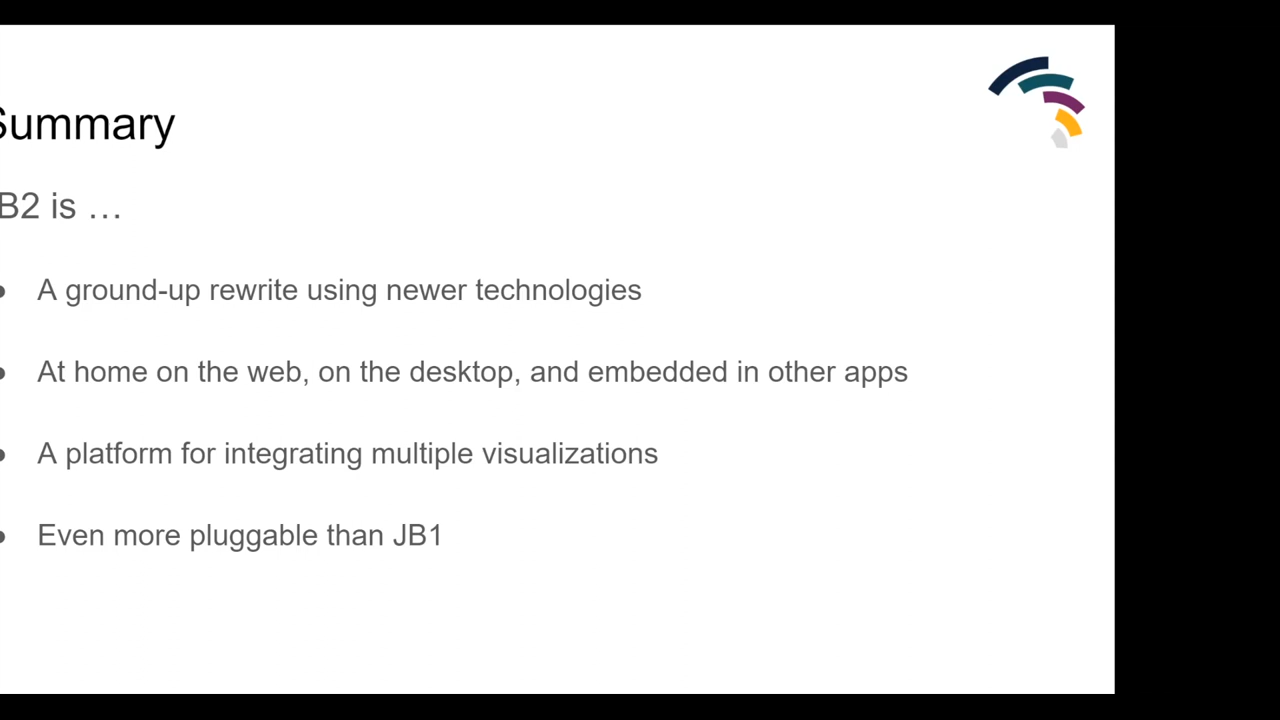 Summary
B2 is …
● A ground-up rewrite using newer technologies
● At home on the web, on the desktop, and embedded in other apps
● A platform for integrating multiple visualizations
● Even more pluggable than JB1